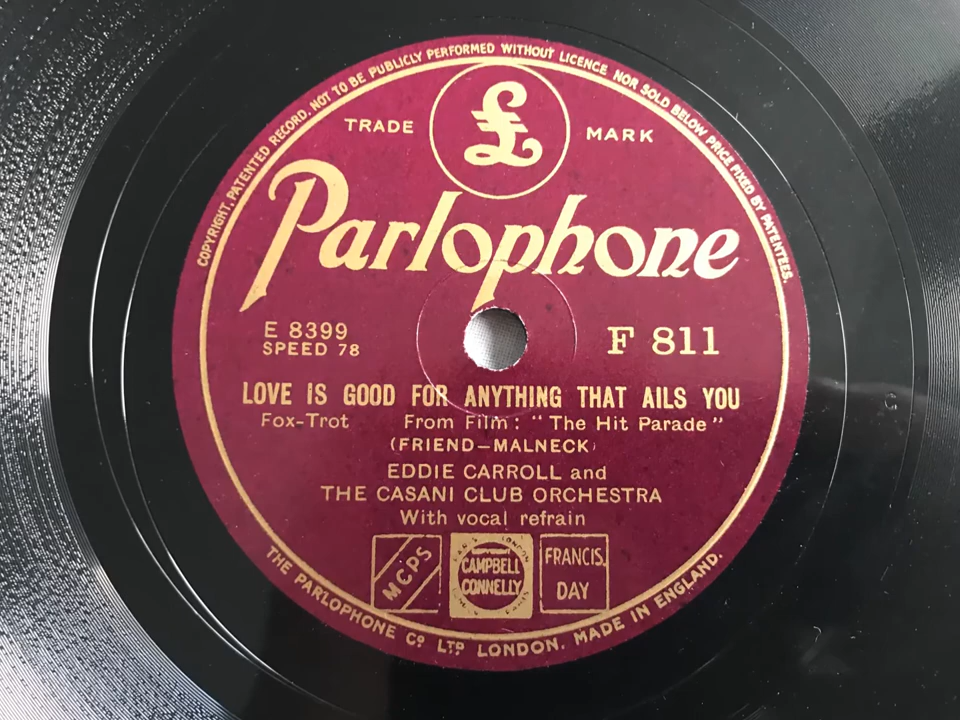 COPYRIGHT. PATENTED RECORD. NOT TO BE PUBLICLY PERFORMED WITHOUT LICENCE NOR SOLD BELOW PRICE FIXED BY PATENTEES.
TRADE £ MARK
Parlophone
E 8399 F 811
SPEED 78
LOVE IS GOOD FOR ANYTHING THAT AILS YOU
Fox-Trot From Film: "The Hit Parade"
(FRIEND—MALNECK)
EDDIE CARROLL and
THE CASANI CLUB ORCHESTRA
With vocal refrain
MCPS
CAMPBELL
CONNELLY
FRANCIS,
DAY
THE PARLOPHONE Co LTD LONDON. MADE IN ENGLAND.